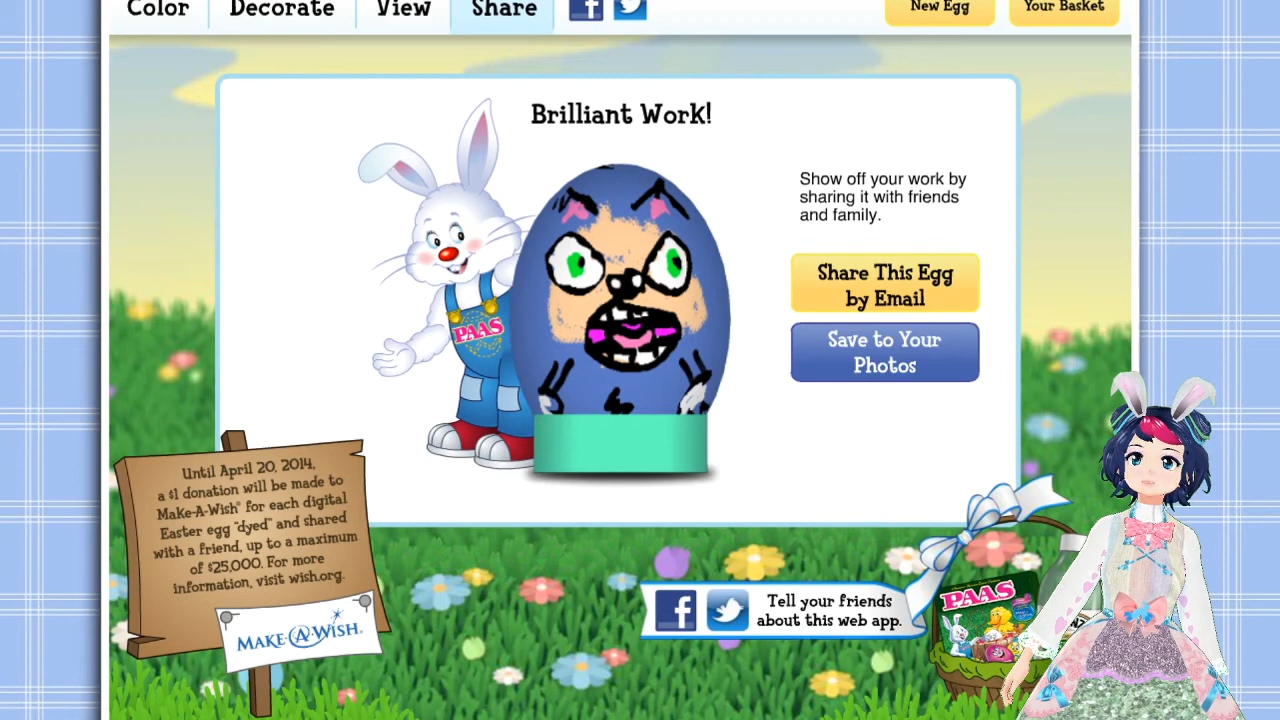 Color
Decorate
View
Share
New Egg
Your Basket
Brilliant Work!
PAAS
Show off your work by
sharing it with friends
and family.
Share This Egg
by Email
Save to Your
Photos
Until April 20, 2014,
a $1 donation will be made to
Make-A-Wish® for each digital
Easter egg "dyed" and shared
with a friend, up to a maximum
of $25,000. For more
information, visit wish.org.
MAKE-A-WISH®
Tell your friends
about this web app.
PAAS